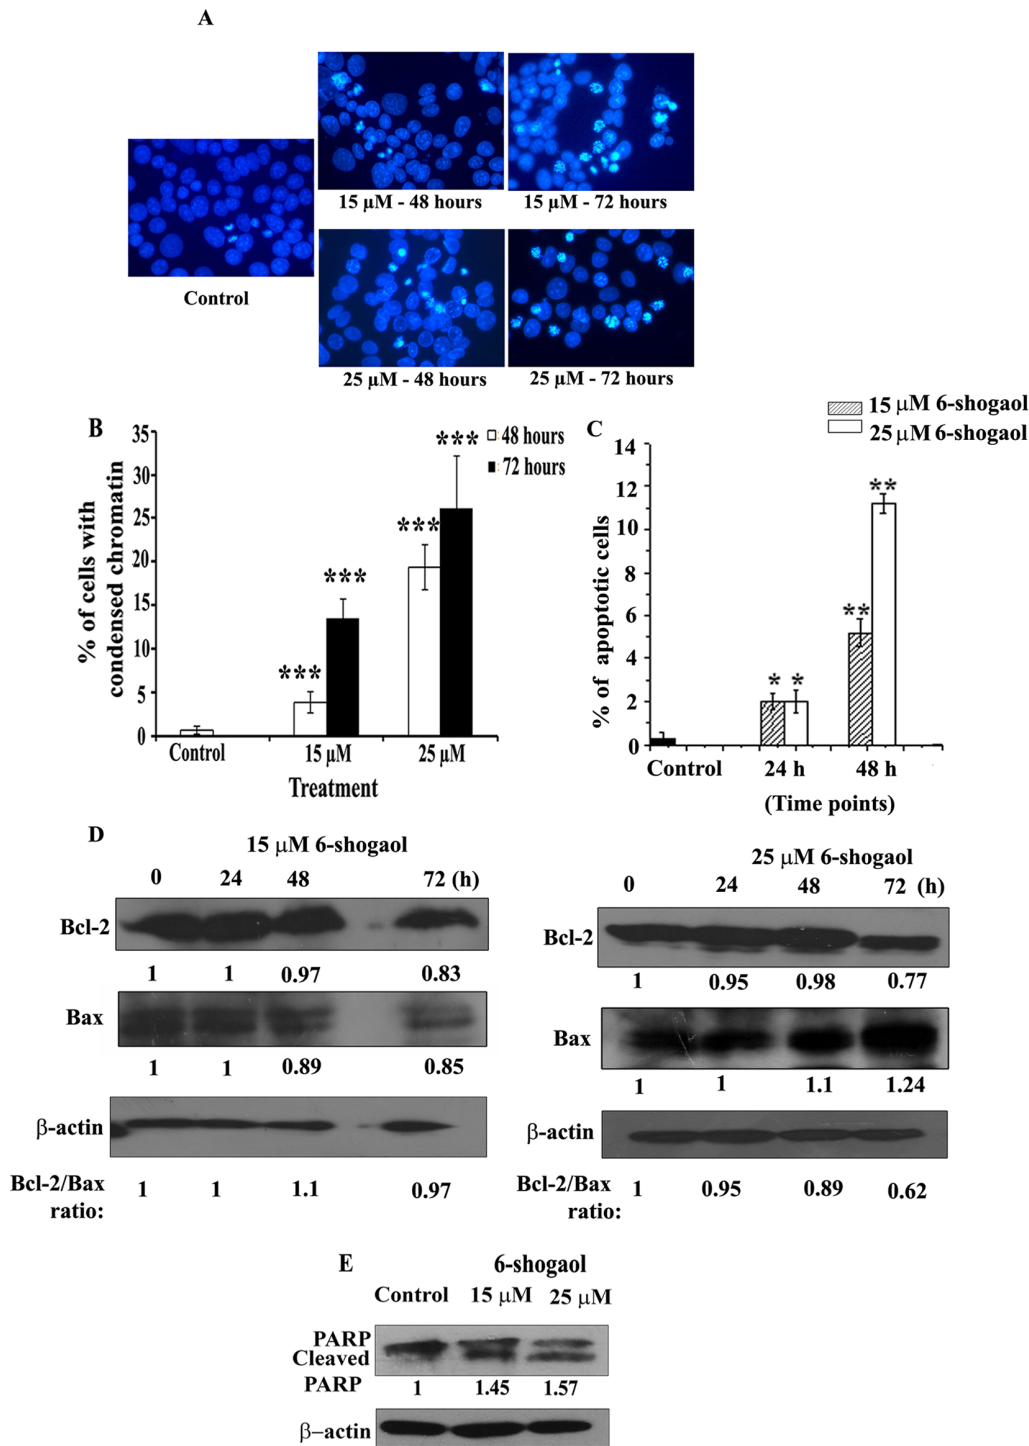 A
15 µM - 48 hours
15 µM - 72 hours
Control
25 µM - 48 hours
25 µM - 72 hours
B
% of cells with
condensed chromatin
35
30
25
20
15
10
5
0
***
***
***
***
48 hours
72 hours
Control
15 µM
25 µM
Treatment
C
15 µM 6-shogaol
25 µM 6-shogaol
% of apoptotic cells
14
12
10
8
6
4
2
0
*
*
**
**
Control
24 h
48 h
(Time points)
D
15 µM 6-shogaol
0 24 48 72 (h)
Bcl-2
1 1 0.97 0.83
Bax
1 1 0.89 0.85
β-actin
Bcl-2/Bax
ratio:
1 1 1.1 0.97
25 µM 6-shogaol
0 24 48 72 (h)
Bcl-2
1 0.95 0.98 0.77
Bax
1 1 1.1 1.24
β-actin
Bcl-2/Bax
ratio:
1 0.95 0.89 0.62
E
6-shogaol
Control 15 µM 25 µM
PARP
Cleaved
PARP 1 1.45 1.57
β-actin